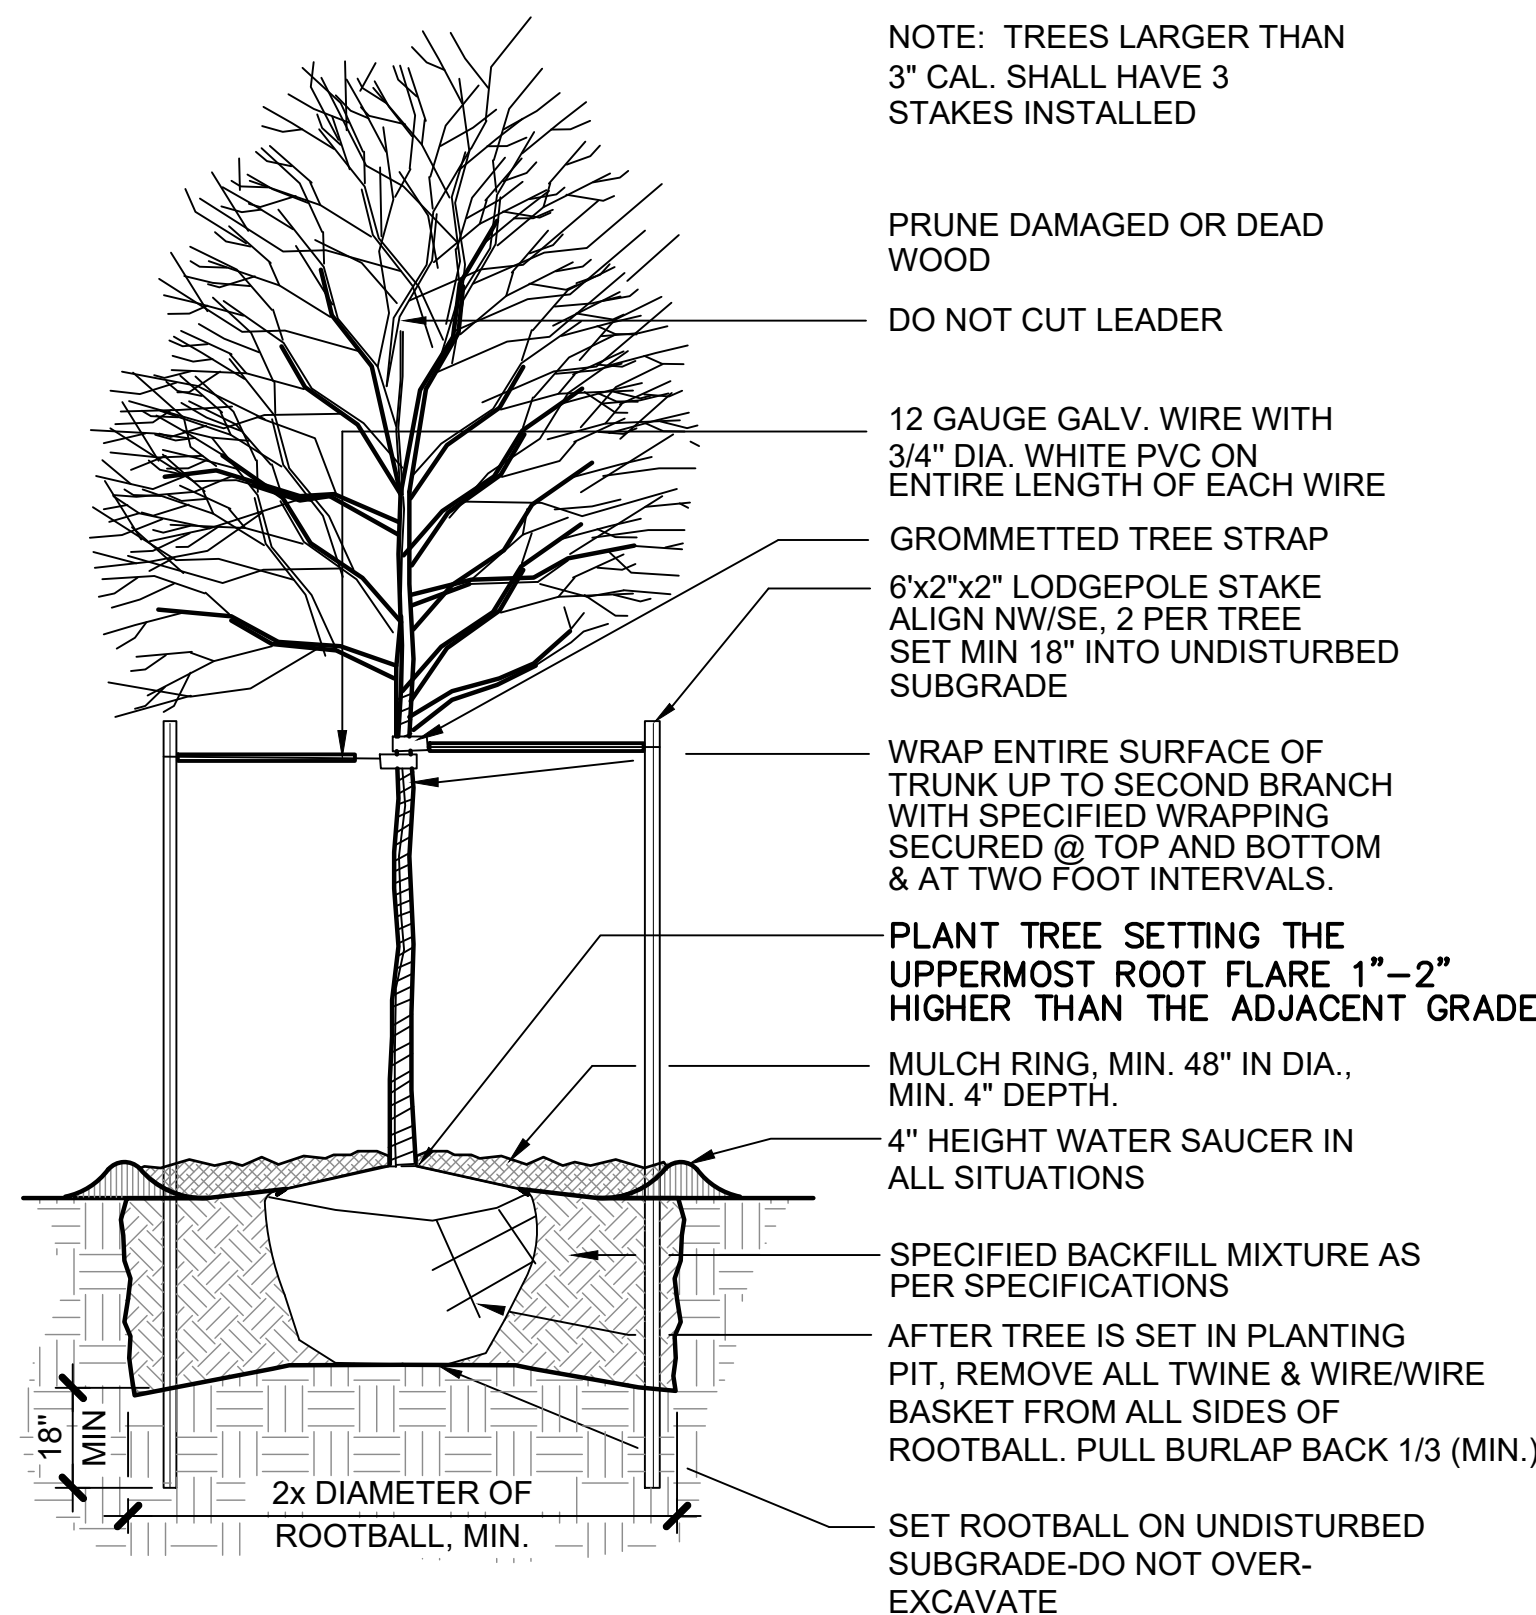 NOTE: TREES LARGER THAN
3" CAL. SHALL HAVE 3
STAKES INSTALLED
PRUNE DAMAGED OR DEAD
WOOD
DO NOT CUT LEADER
12 GAUGE GALV. WIRE WITH
3/4" DIA. WHITE PVC ON
ENTIRE LENGTH OF EACH WIRE
GROMMETTED TREE STRAP
6'x2"x2" LODGEPOLE STAKE
ALIGN NW/SE, 2 PER TREE
SET MIN 18" INTO UNDISTURBED
SUBGRADE
WRAP ENTIRE SURFACE OF
TRUNK UP TO SECOND BRANCH
WITH SPECIFIED WRAPPING
SECURED @ TOP AND BOTTOM
& AT TWO FOOT INTERVALS.
PLANT TREE SETTING THE
UPPERMOST ROOT FLARE 1"-2"
HIGHER THAN THE ADJACENT GRADE
MULCH RING, MIN. 48" IN DIA.,
MIN. 4" DEPTH.
4" HEIGHT WATER SAUCER IN
ALL SITUATIONS
SPECIFIED BACKFILL MIXTURE AS
PER SPECIFICATIONS
AFTER TREE IS SET IN PLANTING
PIT, REMOVE ALL TWINE & WIRE/WIRE
BASKET FROM ALL SIDES OF
ROOTBALL. PULL BURLAP BACK 1/3 (MIN.)
SET ROOTBALL ON UNDISTURBED
SUBGRADE-DO NOT OVER-
EXCAVATE
18"
MIN
2x DIAMETER OF
ROOTBALL, MIN.